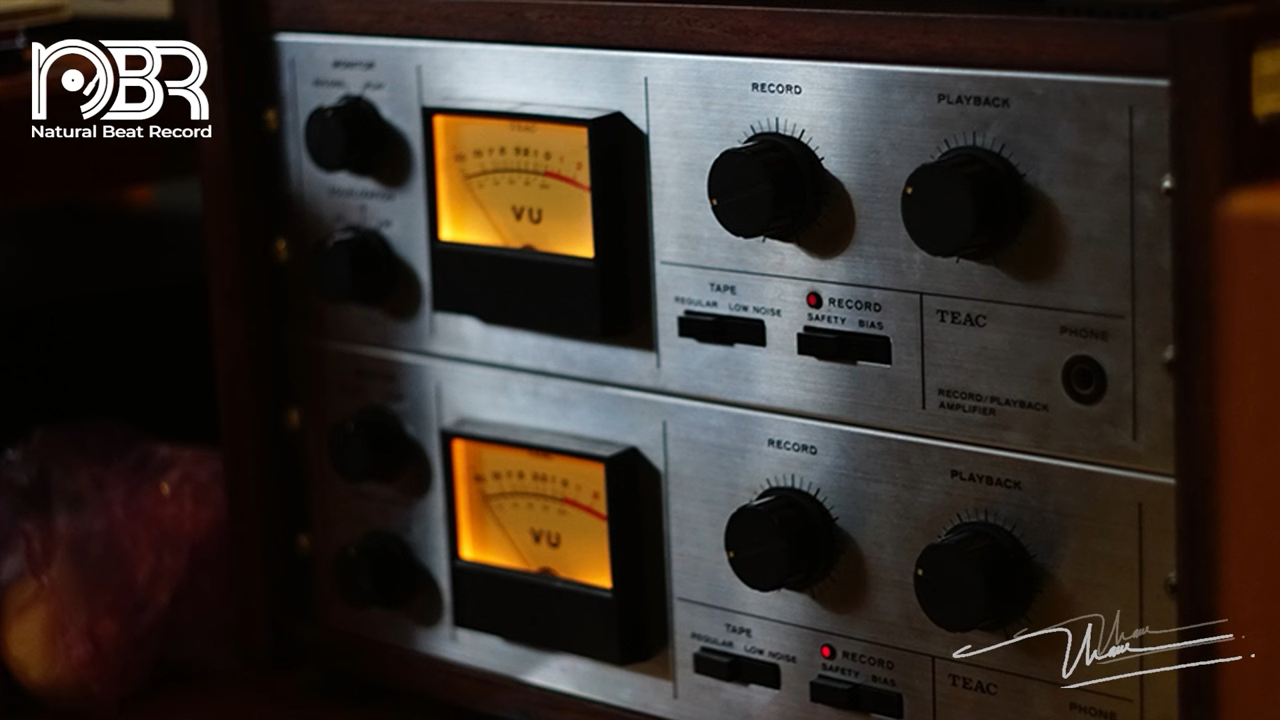 NBR
Natural Beat Record
MONITOR
RECORD
PLAYBACK
VU
TAPE
REGULAR LOW NOISE
RECORD
SAFETY BIAS
TEAC
PHONE
RECORD/PLAYBACK
AMPLIFIER
RECORD
PLAYBACK
VU
TAPE
REGULAR LOW NOISE
RECORD
SAFETY BIAS
TEAC
PHONE